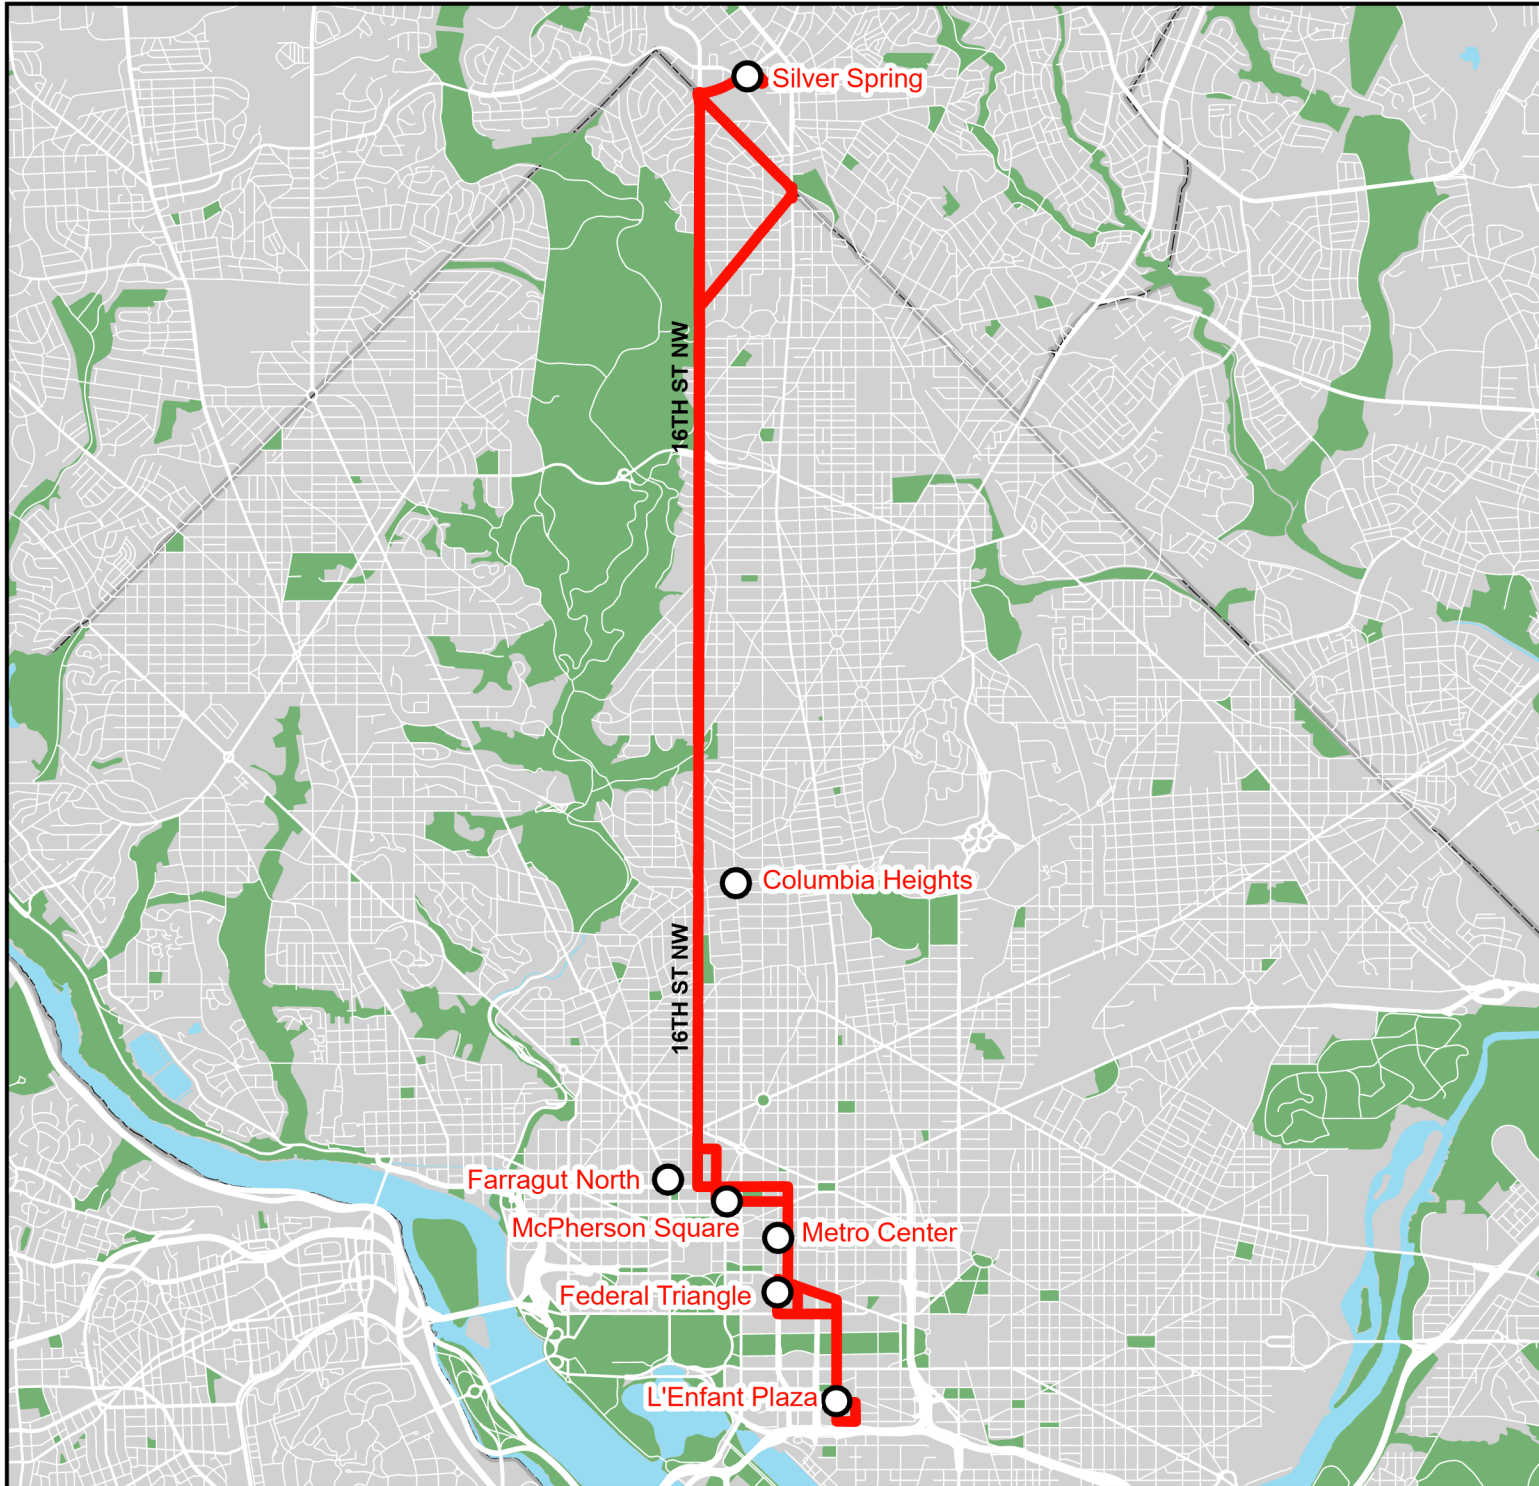 Silver Spring
16TH ST NW
Columbia Heights
16TH ST NW
Farragut North
McPherson Square
Metro Center
Federal Triangle
L'Enfant Plaza